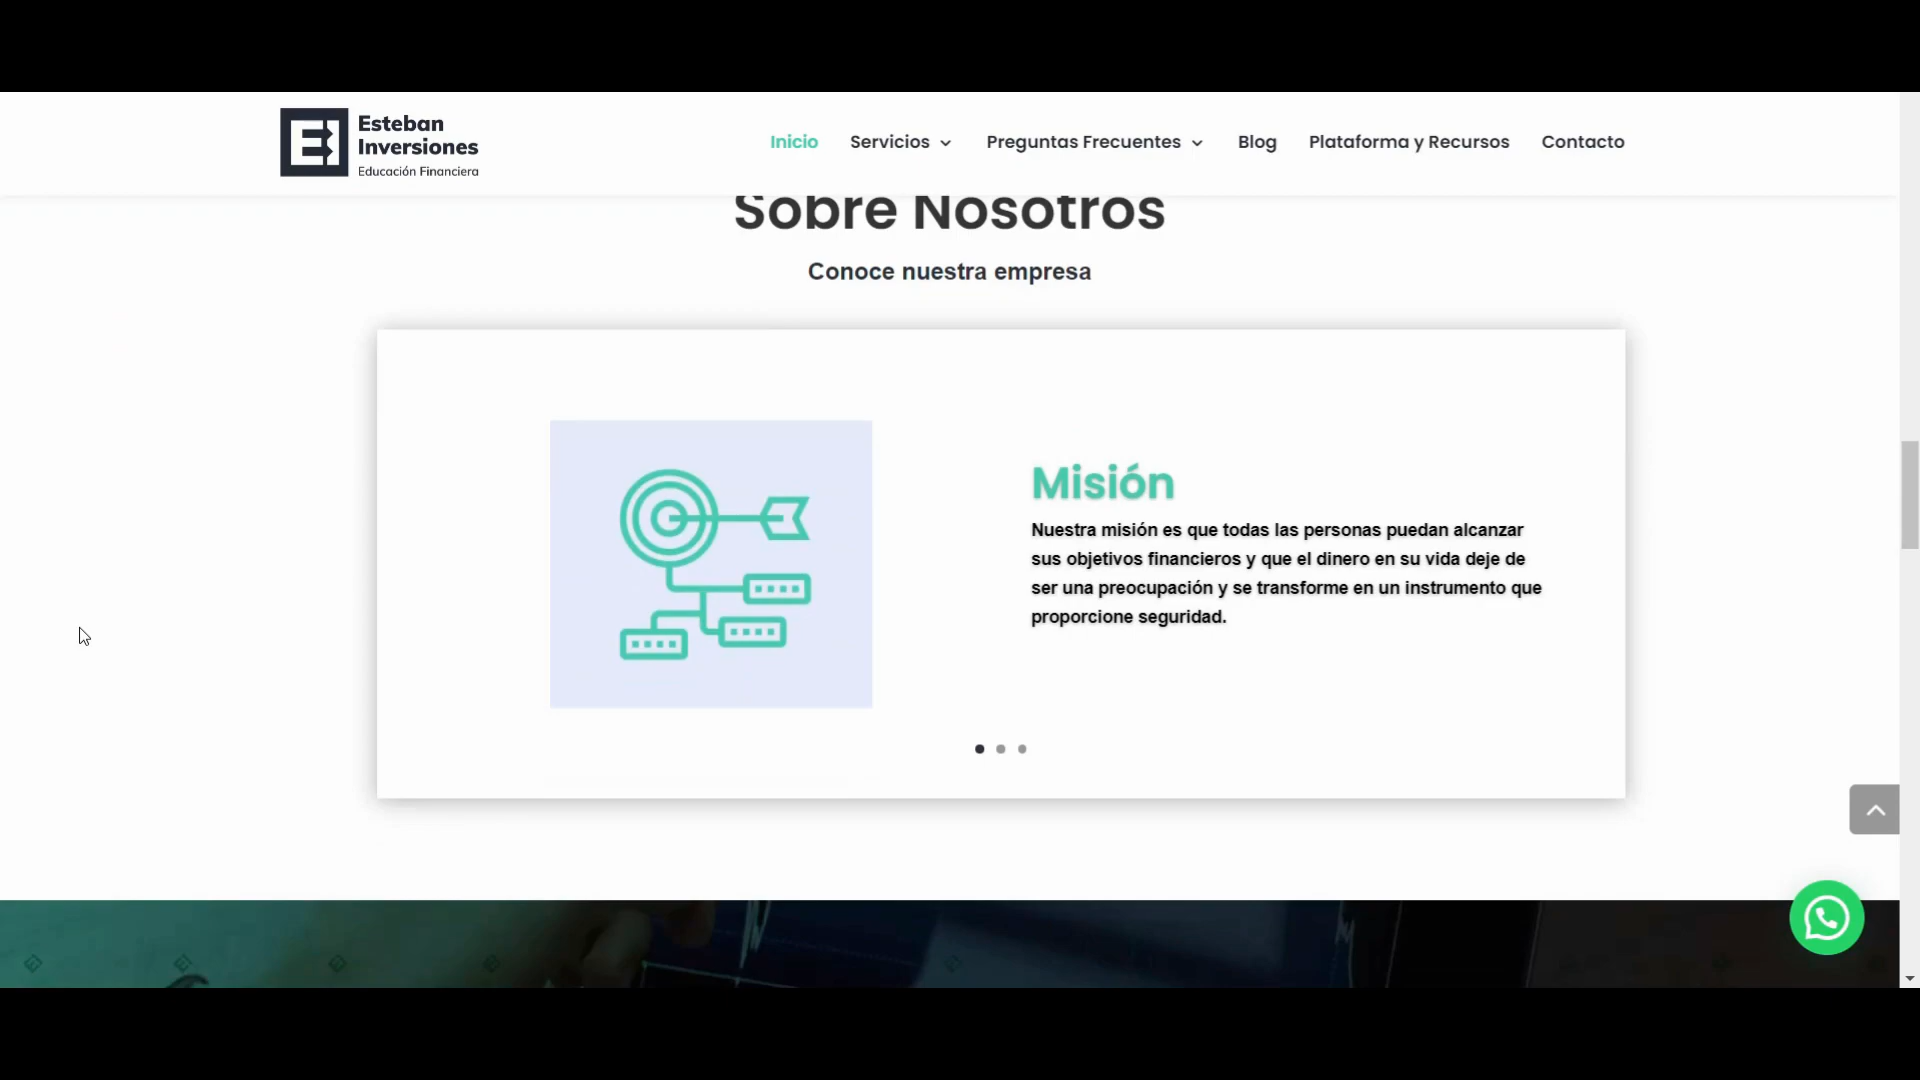 Esteban
Inversiones
Educación Financiera
Inicio
Servicios
Preguntas Frecuentes
Blog
Plataforma y Recursos
Contacto
Sobre Nosotros
Conoce nuestra empresa
Misión
Nuestra misión es que todas las personas puedan alcanzar
sus objetivos financieros y que el dinero en su vida deje de
ser una preocupación y se transforme en un instrumento que
proporcione seguridad.